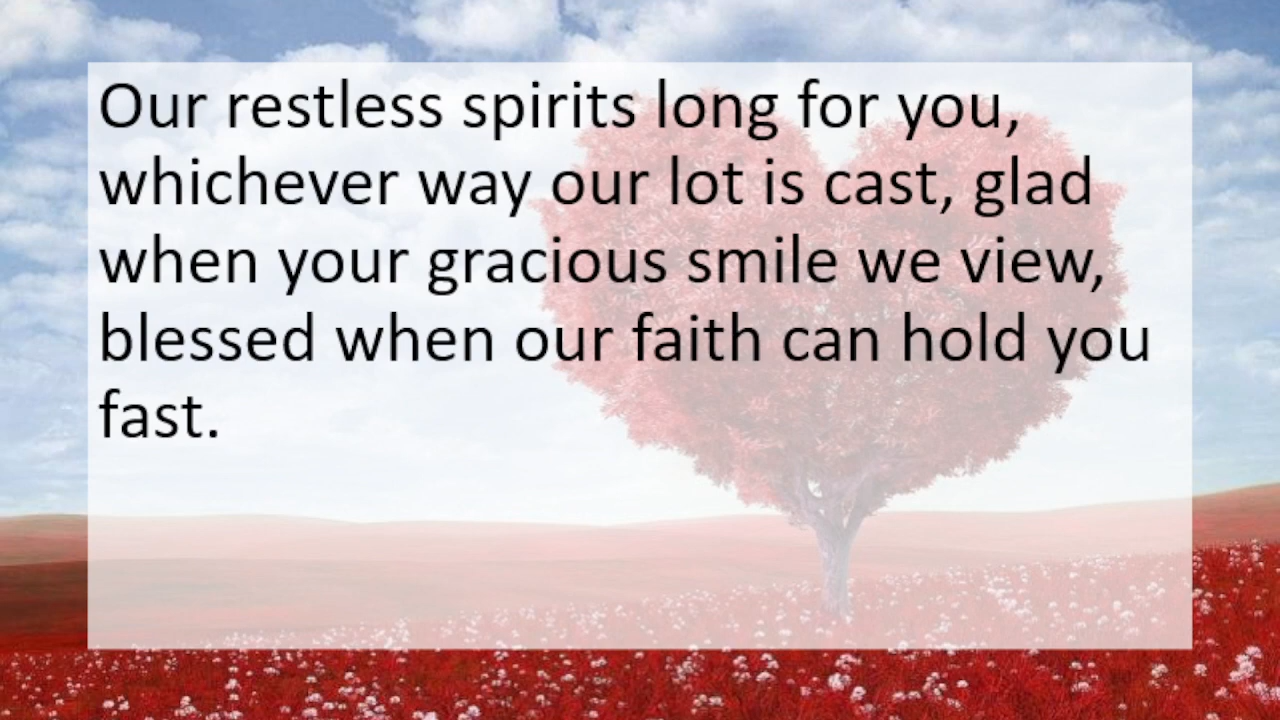 Our restless spirits long for you,
whichever way our lot is cast, glad
when your gracious smile we view,
blessed when our faith can hold you
fast.